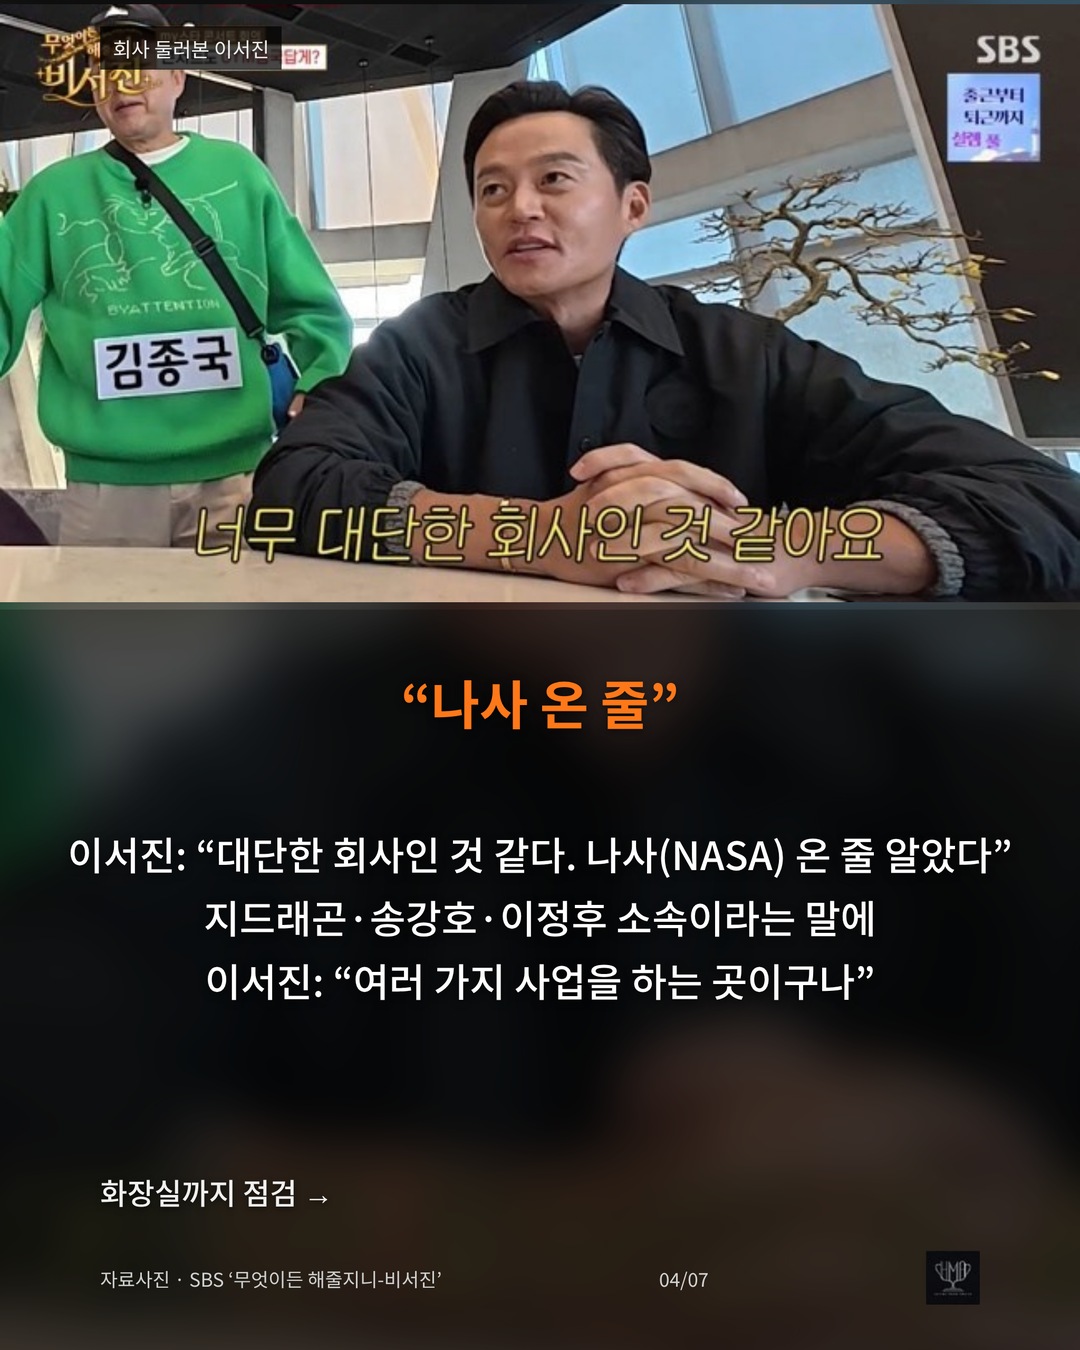 무엇이든
해
비서진
회사 둘러본 이서진
답게?
SBS
출근부터
퇴근까지
설렘 풀
BYATTENTION
김종국
너무 대단한 회사인 것 같아요
“나사 온 줄”
이서진: “대단한 회사인 것 같다. 나사(NASA) 온 줄 알았다”
지드래곤·송강호·이정후 소속이라는 말에
이서진: “여러 가지 사업을 하는 곳이구나”
화장실까지 점검 →
자료사진 · SBS ‘무엇이든 해줄지니-비서진’
04/07